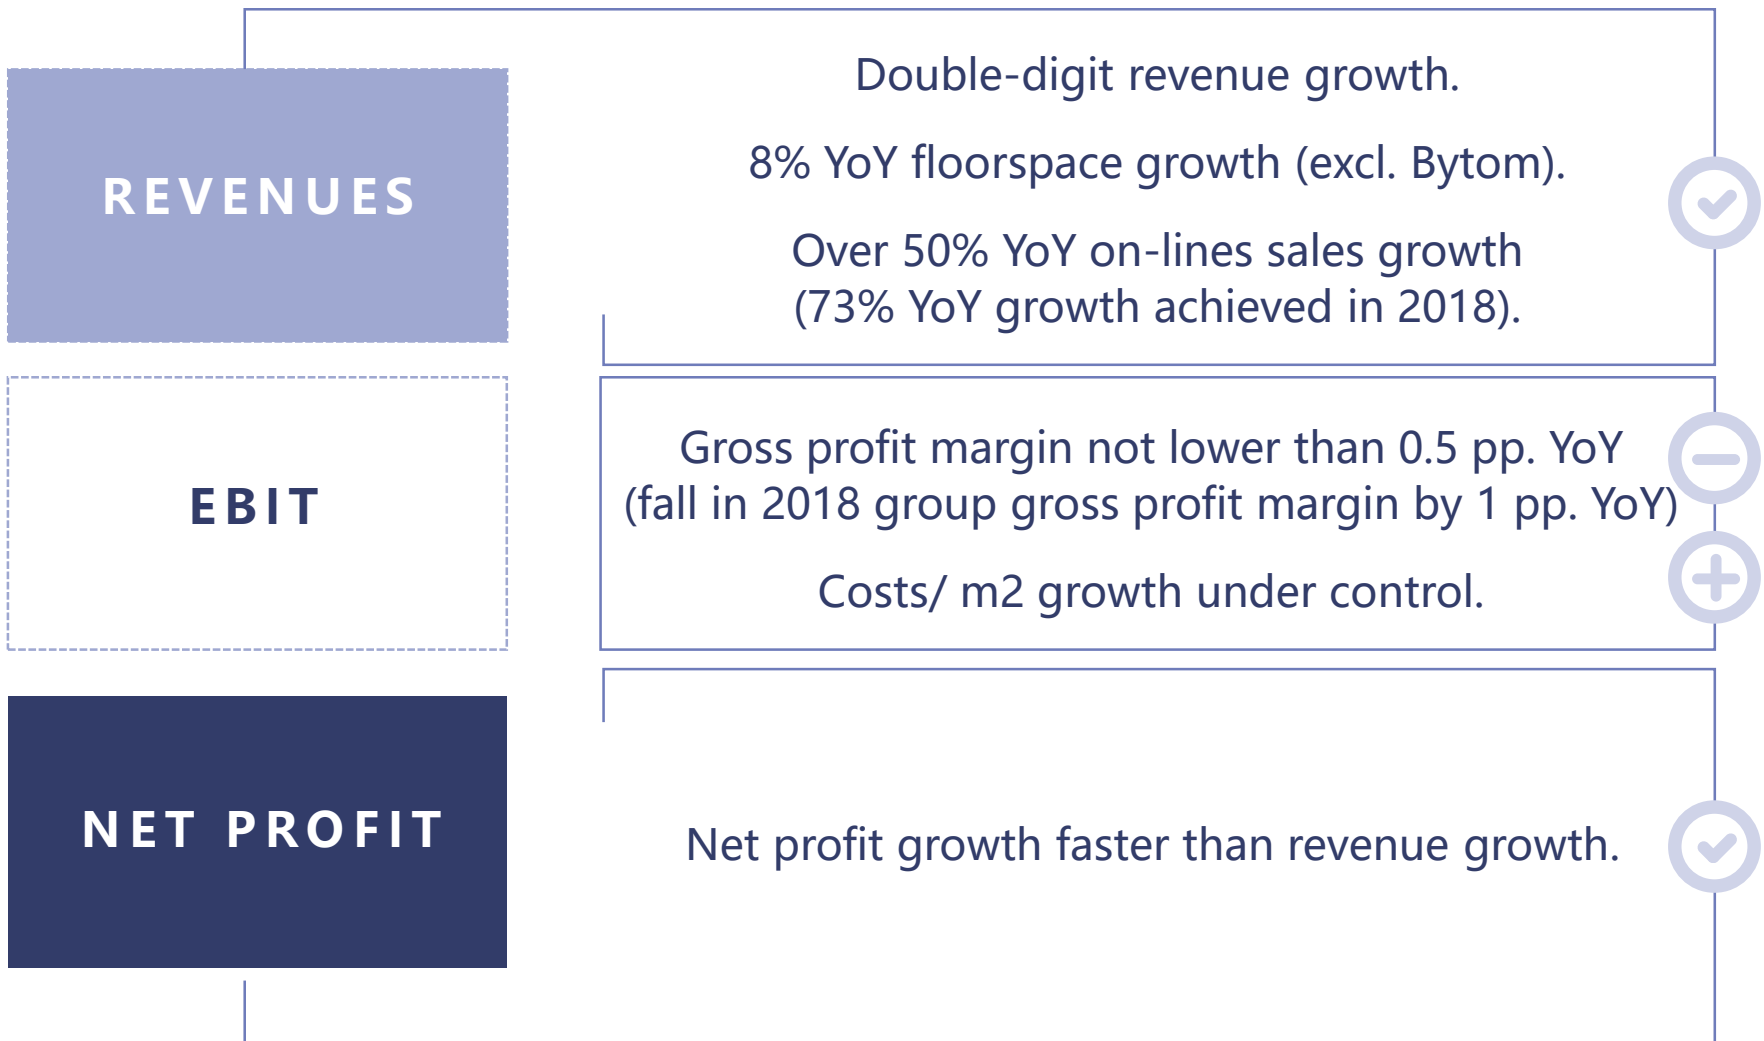 REVENUES
Double-digit revenue growth.
8% YoY floorspace growth (excl. Bytom).
Over 50% YoY on-lines sales growth
(73% YoY growth achieved in 2018).
EBIT
Gross profit margin not lower than 0.5 pp. YoY
(fall in 2018 group gross profit margin by 1 pp. YoY)
Costs/ m2 growth under control.
NET PROFIT
Net profit growth faster than revenue growth.